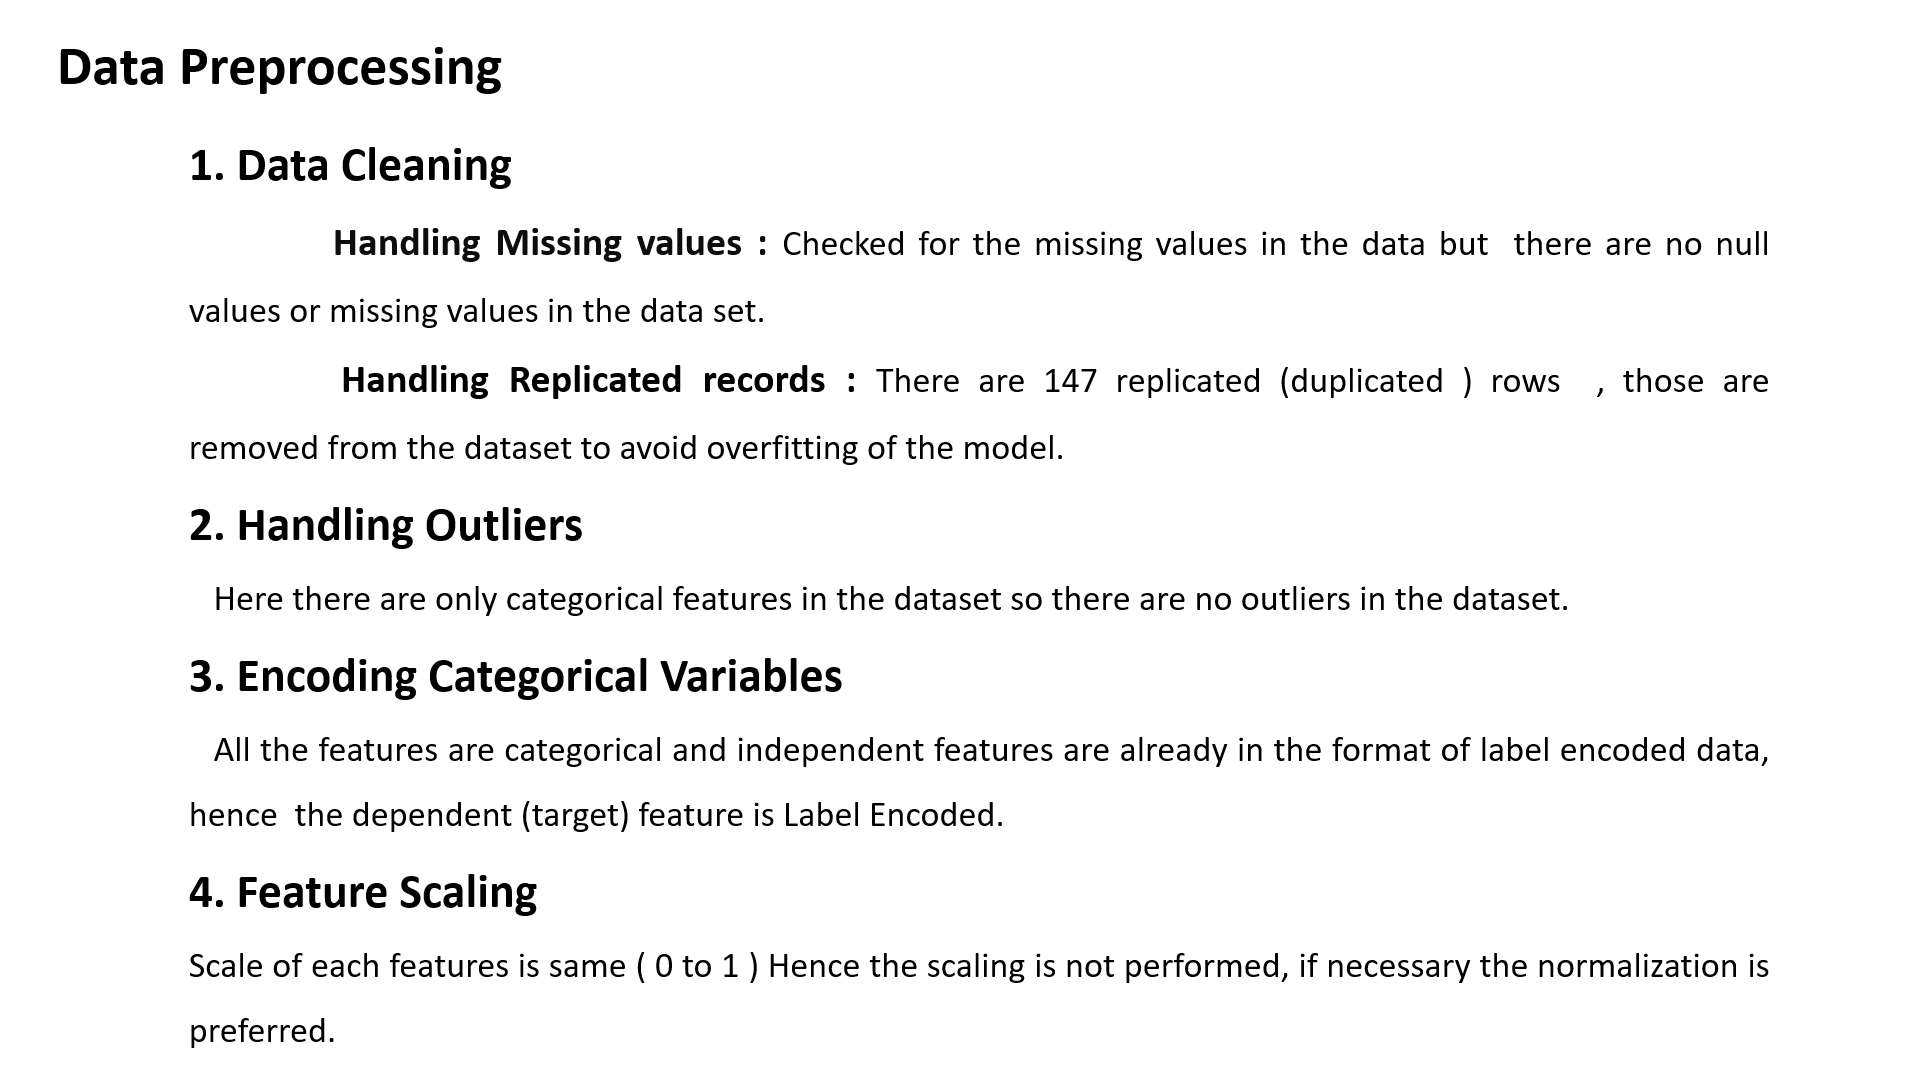 Data Preprocessing
1. Data Cleaning
Handling Missing values : Checked for the missing values in the data but there are no null
values or missing values in the data set.
Handling Replicated records : There are 147 replicated (duplicated ) rows , those are
removed from the dataset to avoid overfitting of the model.
2. Handling Outliers
Here there are only categorical features in the dataset so there are no outliers in the dataset.
3. Encoding Categorical Variables
All the features are categorical and independent features are already in the format of label encoded data,
hence the dependent (target) feature is Label Encoded.
4. Feature Scaling
Scale of each features is same ( 0 to 1 ) Hence the scaling is not performed, if necessary the normalization is
preferred.